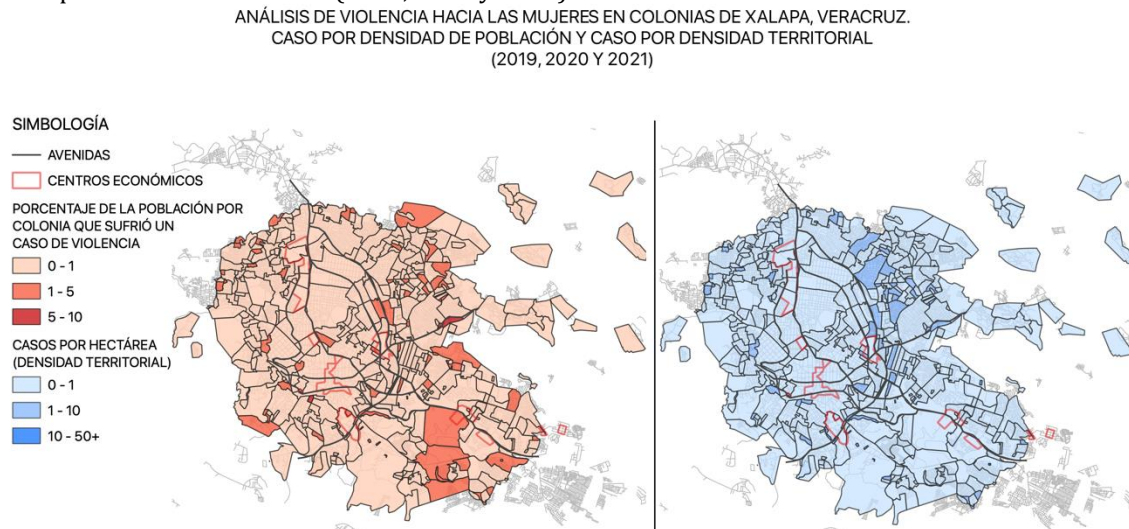 ANÁLISIS DE VIOLENCIA HACIA LAS MUJERES EN COLONIAS DE XALAPA, VERACRUZ.
CASO POR DENSIDAD DE POBLACIÓN Y CASO POR DENSIDAD TERRITORIAL
(2019, 2020 Y 2021)
SIMBOLOGÍA
AVENIDAS
CENTROS ECONÓMICOS
PORCENTAJE DE LA POBLACIÓN POR
COLONIA QUE SUFRIÓ UN
CASO DE VIOLENCIA
0 - 1
1 - 5
5 - 10
CASOS POR HECTÁREA
(DENSIDAD TERRITORIAL)
0 - 1
1 - 10
10 - 50+